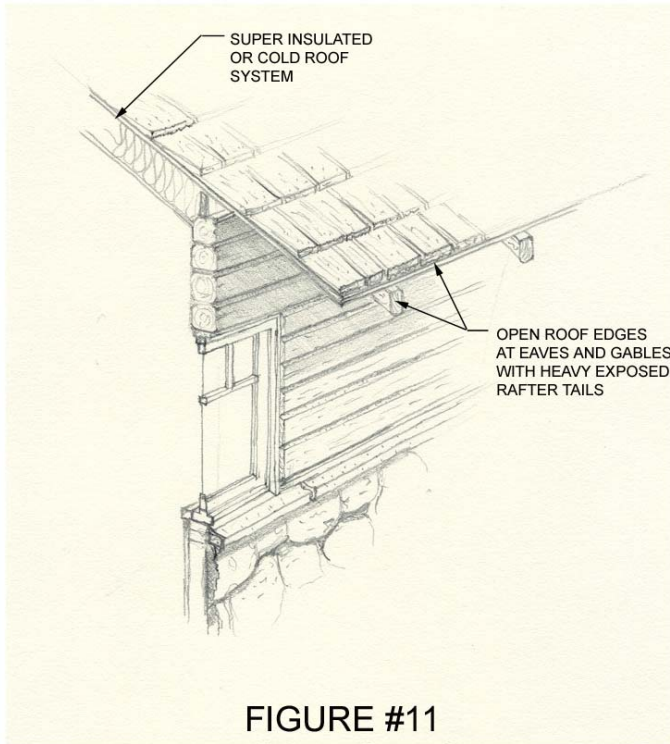 SUPER INSULATED
OR COLD ROOF
SYSTEM
OPEN ROOF EDGES
AT EAVES AND GABLES
WITH HEAVY EXPOSED
RAFTER TAILS
FIGURE #11